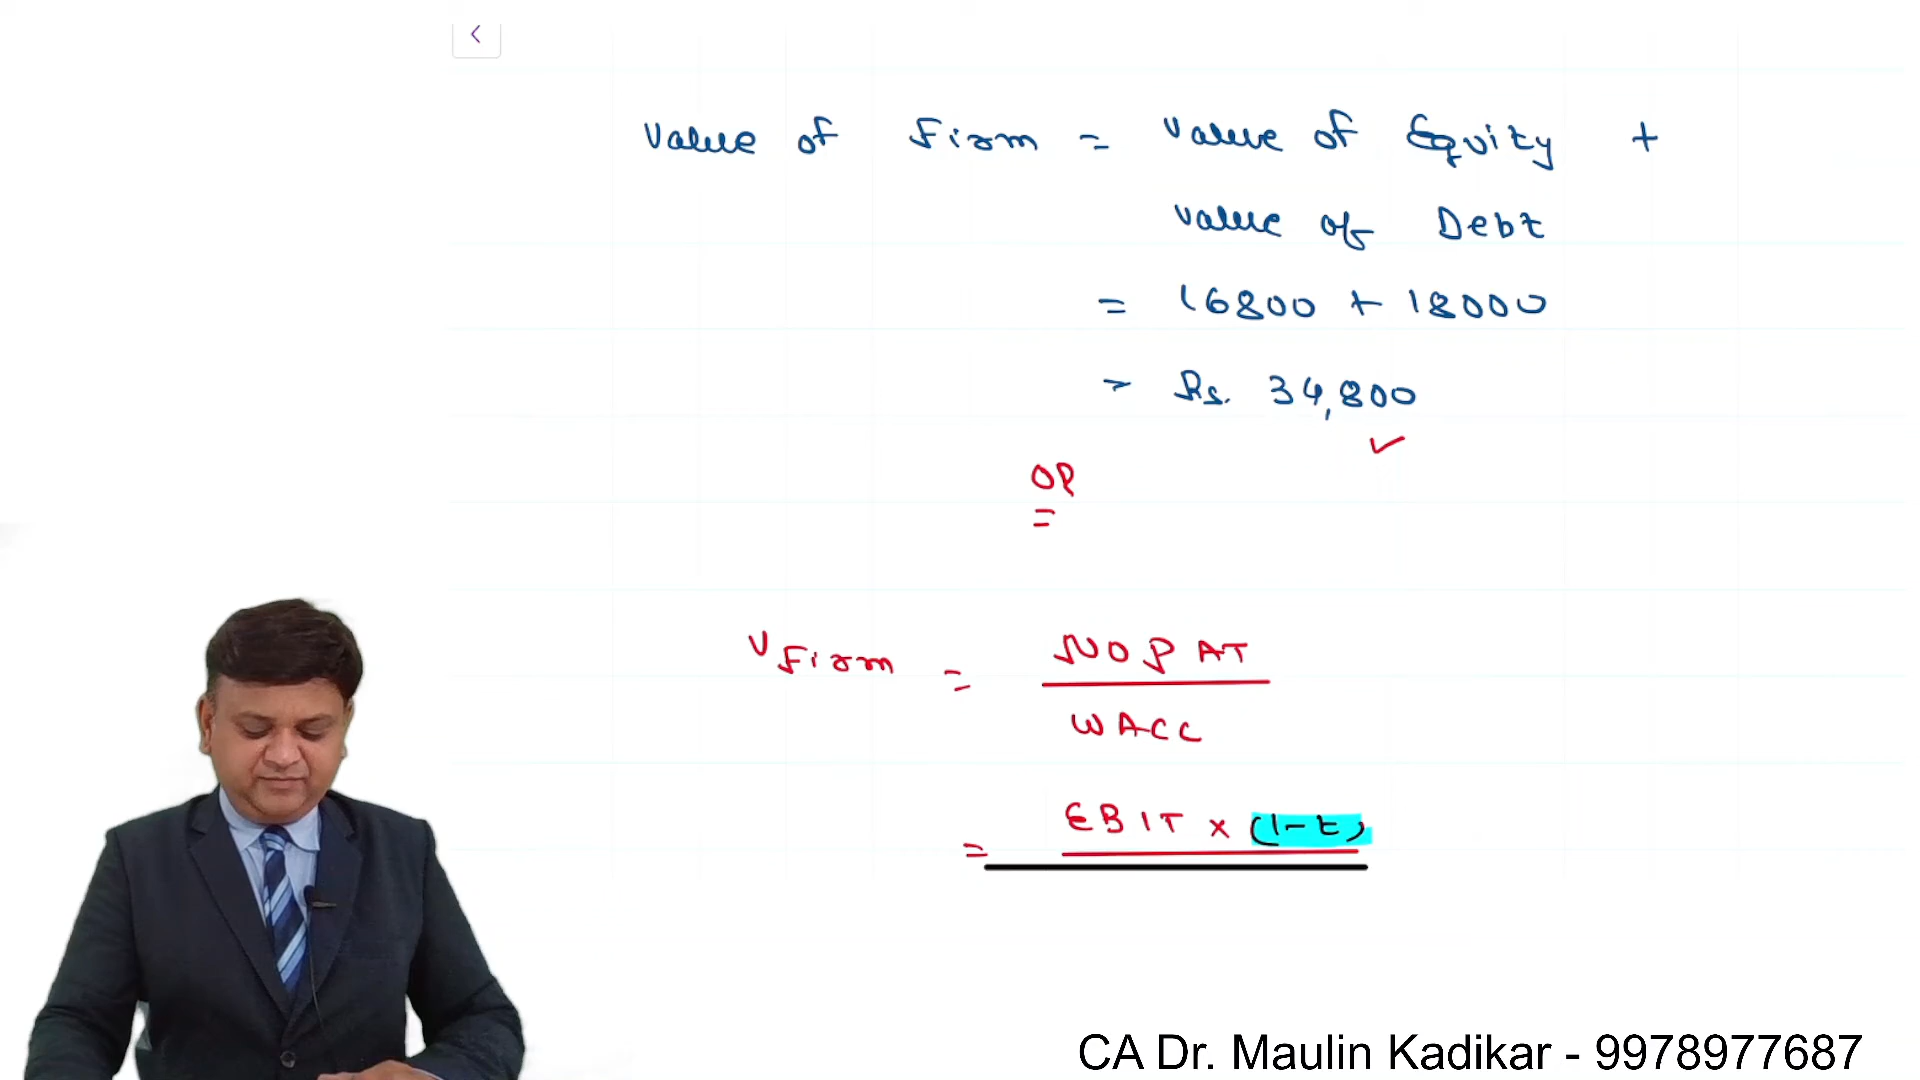 Value of Firm = Value of Equity +
Value of Debt
= 16800 + 18000
= Rs. 34,800
OR
=
V Firm = NOPAT
WACC
= EBIT x (1-t)
CA Dr. Maulin Kadikar - 9978977687